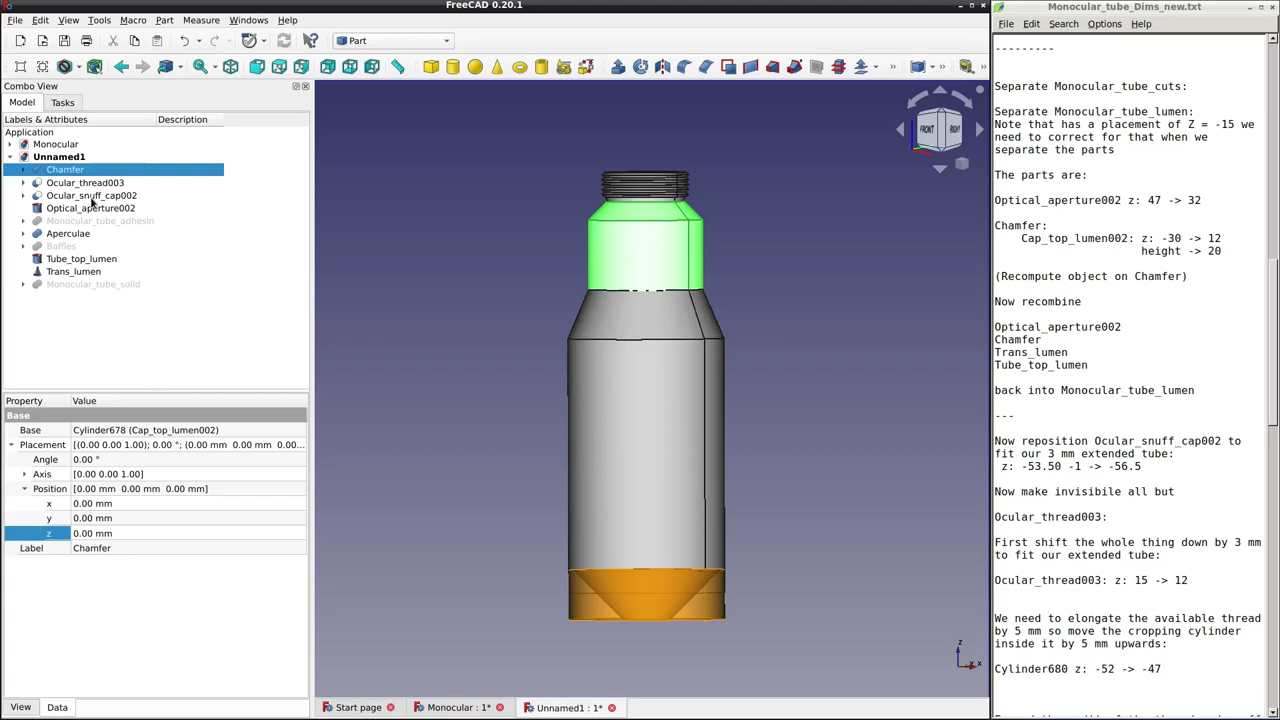 FreeCAD 0.20.1
File Edit View Tools Macro Part Measure Windows Help
Part
Combo View
Model Tasks
Labels & Attributes Description
Application
Monocular
Unnamed1
Chamfer
Ocular_thread003
Ocular_snuff_cap002
Optical_aperture002
Monocular_tube_adhesin
Aperculae
Baffles
Tube_top_lumen
Trans_lumen
Monocular_tube_solid
Property Value
Base
Base Cylinder678 (Cap_top_lumen002)
Placement [(0.00 0.00 1.00); 0.00 °; (0.00 mm 0.00 mm 0.00...
Angle 0.00 °
Axis [0.00 0.00 1.00]
Position [0.00 mm 0.00 mm 0.00 mm]
x 0.00 mm
y 0.00 mm
z 0.00 mm
Label Chamfer
View Data
FRONT RIGHT
z
x
Start page Monocular : 1* Unnamed1 : 1*
Monocular_tube_Dims_new.txt
File Edit Search Options Help
---------
Separate Monocular_tube_cuts:
Separate Monocular_tube_lumen:
Note that has a placement of Z = -15 we
need to correct for that when we
separate the parts
The parts are:
Optical_aperture002 z: 47 -> 32
Chamfer:
Cap_top_lumen002: z: -30 -> 12
height -> 20
(Recompute object on Chamfer)
Now recombine
Optical_aperture002
Chamfer
Trans_lumen
Tube_top_lumen
back into Monocular_tube_lumen
---
Now reposition Ocular_snuff_cap002 to
fit our 3 mm extended tube:
z: -53.50 -1 -> -56.5
Now make invisibile all but
Ocular_thread003:
First shift the whole thing down by 3 mm
to fit our extended tube:
Ocular_thread003: z: 15 -> 12
We need to elongate the available thread
by 5 mm so move the cropping cylinder
inside it by 5 mm upwards:
Cylinder680 z: -52 -> -47